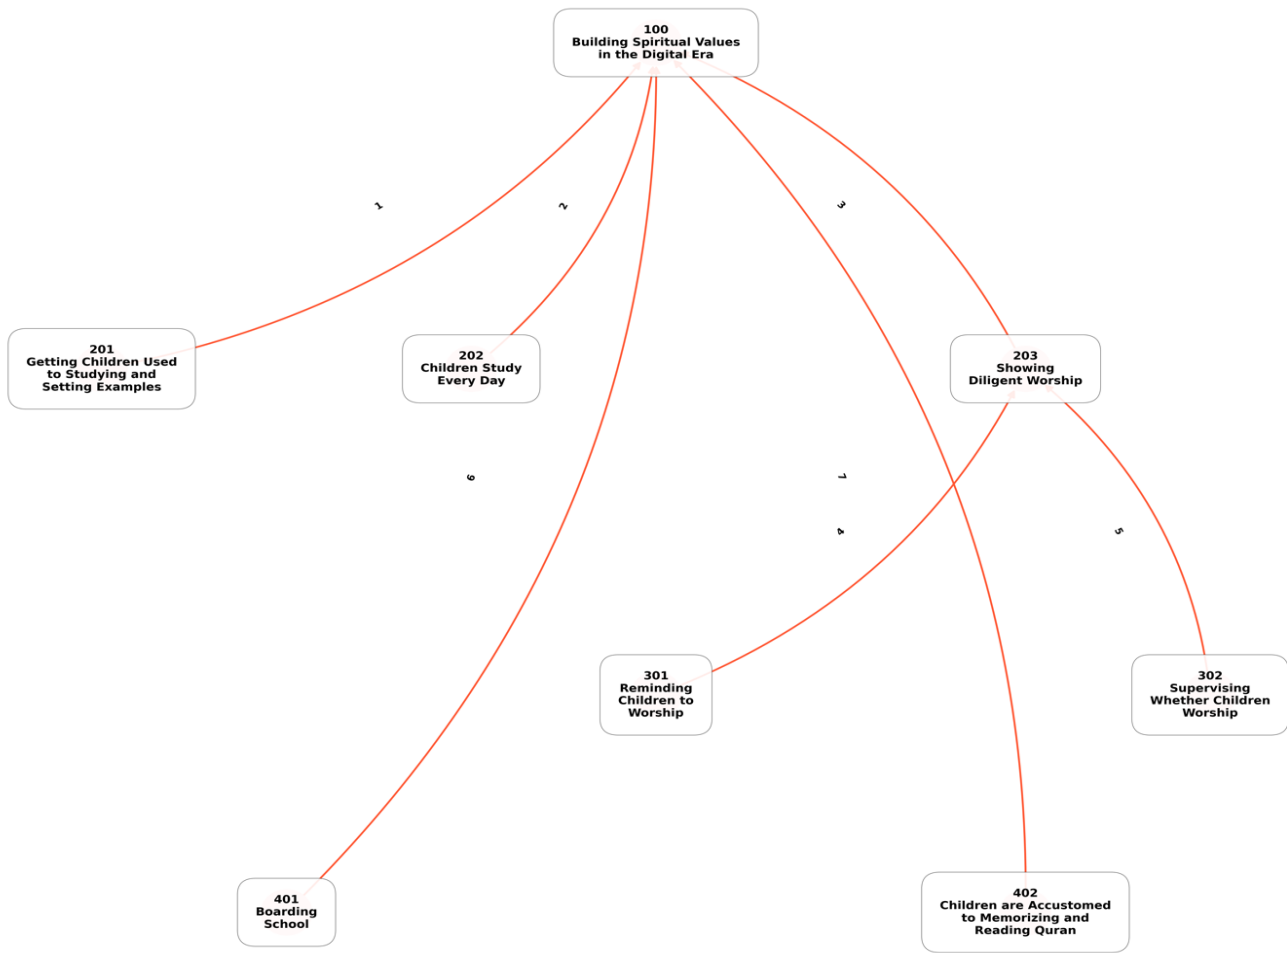 100
Building Spiritual Values
in the Digital Era
1
2
3
201
Getting Children Used
to Studying and
Setting Examples
202
Children Study
Every Day
203
Showing
Diligent Worship
6
7
4
5
301
Reminding
Children to
Worship
302
Supervising
Whether Children
Worship
401
Boarding
School
402
Children are Accustomed
to Memorizing and
Reading Quran